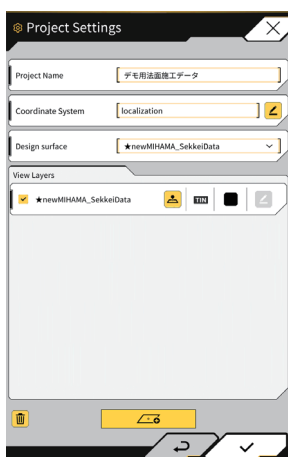 Project Settings
Project Name
デモ用法面施工データ
Coordinate System
localization
Design surface
★newMIHAMA_SekkeiData
View Layers
★newMIHAMA_SekkeiData
TIN